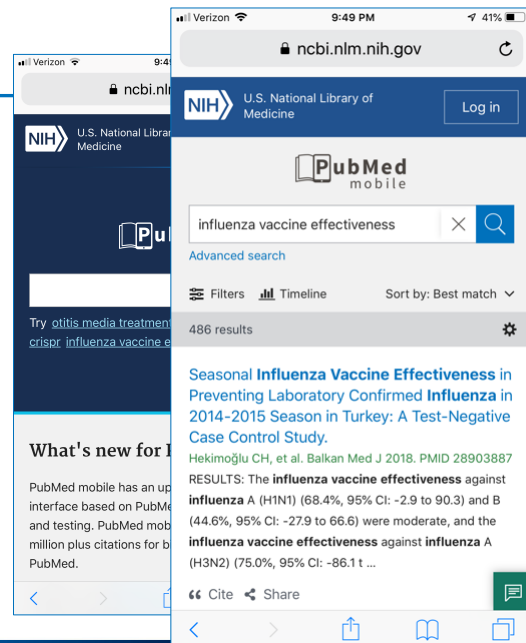 Verizon 9:4
ncbi.nl
NIH U.S. National Librar
Medicine
Pu
Try otitis media treatmen
crispr influenza vaccine e
What's new for
PubMed mobile has an up
interface based on PubMe
and testing. PubMed mob
million plus citations for b
PubMed.
Verizon 9:49 PM 41%
ncbi.nlm.nih.gov
NIH U.S. National Library of
Medicine
Log in
PubMed
mobile
influenza vaccine effectiveness
Advanced search
Filters Timeline Sort by: Best match
486 results
Seasonal Influenza Vaccine Effectiveness in
Preventing Laboratory Confirmed Influenza in
2014-2015 Season in Turkey: A Test-Negative
Case Control Study.
Hekimoğlu CH, et al. Balkan Med J 2018. PMID 28903887
RESULTS: The influenza vaccine effectiveness against
influenza A (H1N1) (68.4%, 95% CI: -2.9 to 90.3) and B
(44.6%, 95% CI: -27.9 to 66.6) were moderate, and the
influenza vaccine effectiveness against influenza A
(H3N2) (75.0%, 95% CI: -86.1 t ...
Cite Share